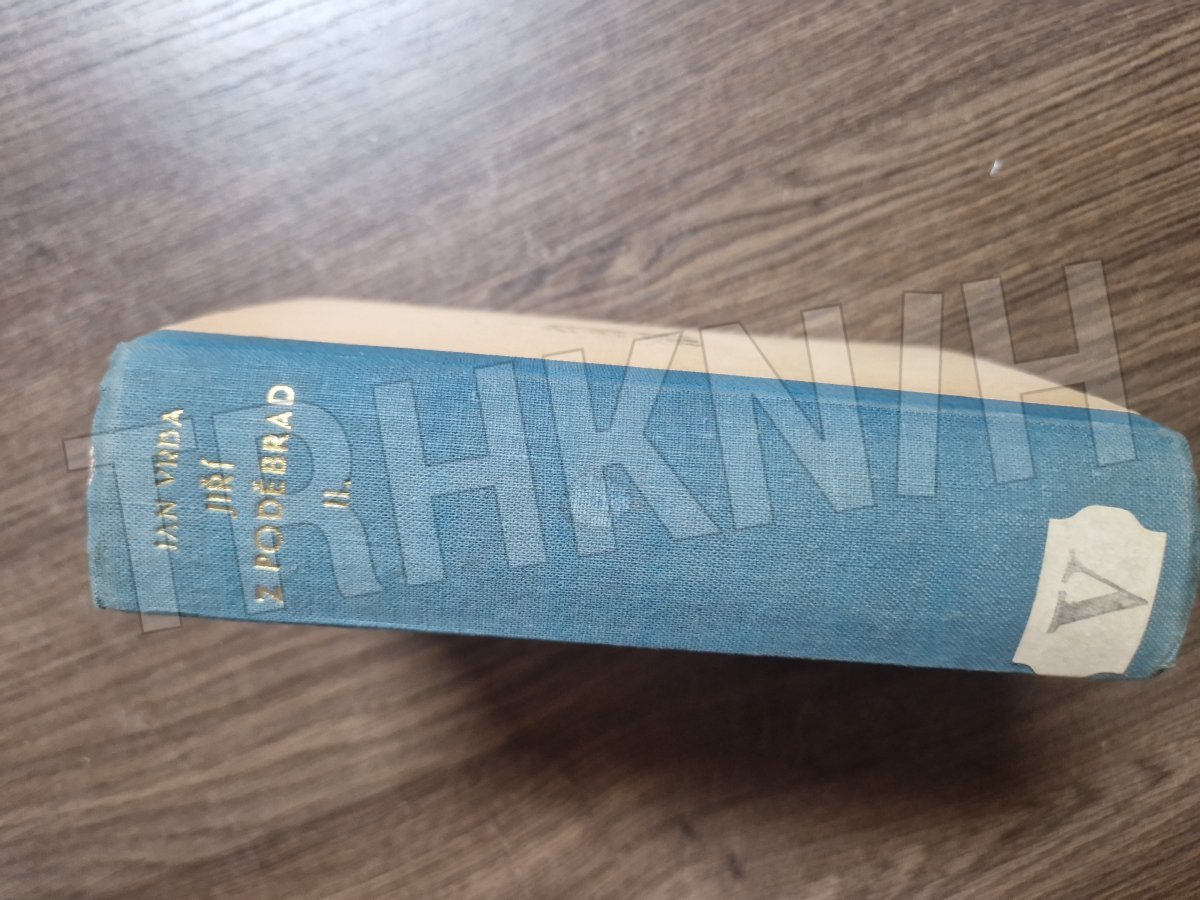 JAN VRBA
JIŘÍ
Z PODĚBRAD
II.
V
TRHKNIH